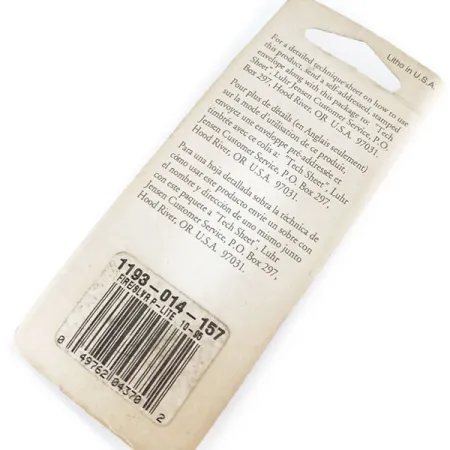 Litho in U.S.A.
For a detailed technique sheet on how to use
this product, send a self-addressed, stamped
envelope along with this package to: "Tech
Sheet", Luhr Jensen Customer Service, P.O.
Box 297, Hood River, OR U.S.A. 97031.
Pour plus de détails (en Anglais seulement)
sur la mode d'utilisation de ce produit,
envoyez une enveloppe pré-addressée et
timbrée avec ce colis a: "Tech Sheet", Luhr
Jensen Customer Service, P.O. Box 297,
Hood River, OR U.S.A. 97031.
Para una hoja detallada sobra la téchnica de
cómo usar este producto envie un sobre con
el nombre y dirección de uno mismo junto
con este paquete a "Tech Sheet", Luhr
Jensen Customer Service, P.O. Box 297,
Hood River, OR U.S.A. 97031.
1193-014-157
FIRE/SLVR P-LITE 10-95
0 49762 04370 2